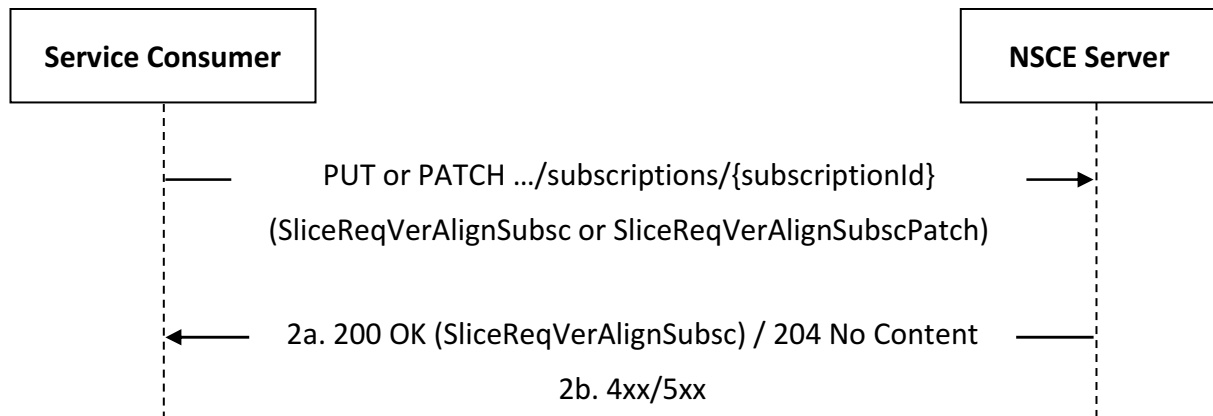 Service Consumer
NSCE Server
PUT or PATCH …/subscriptions/{subscriptionId}
(SliceReqVerAlignSubsc or SliceReqVerAlignSubscPatch)
2a. 200 OK (SliceReqVerAlignSubsc) / 204 No Content
2b. 4xx/5xx